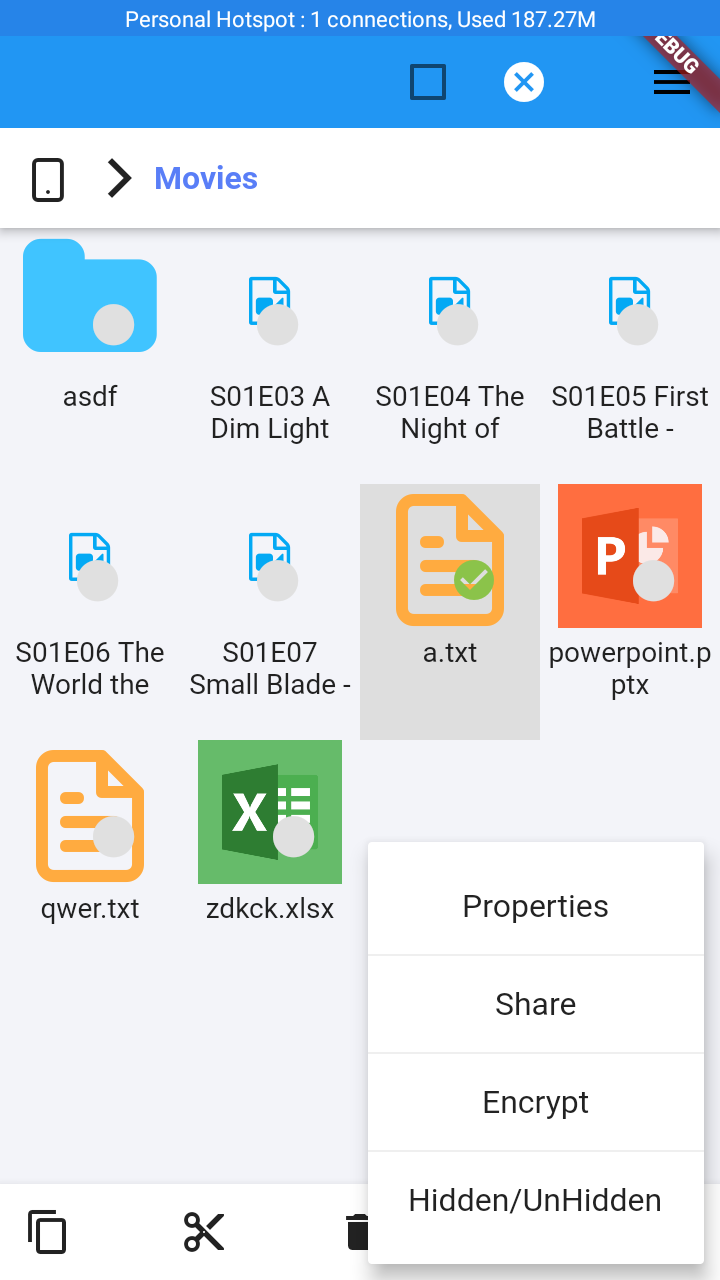 Personal Hotspot : 1 connections, Used 187.27M
EBUG
Movies
asdf
S01E03 A
Dim Light
S01E04 The
Night of
S01E05 First
Battle -
S01E06 The
World the
S01E07
Small Blade -
a.txt
P
powerpoint.p
ptx
qwer.txt
X
zdkck.xlsx
Properties
Share
Encrypt
Hidden/UnHidden